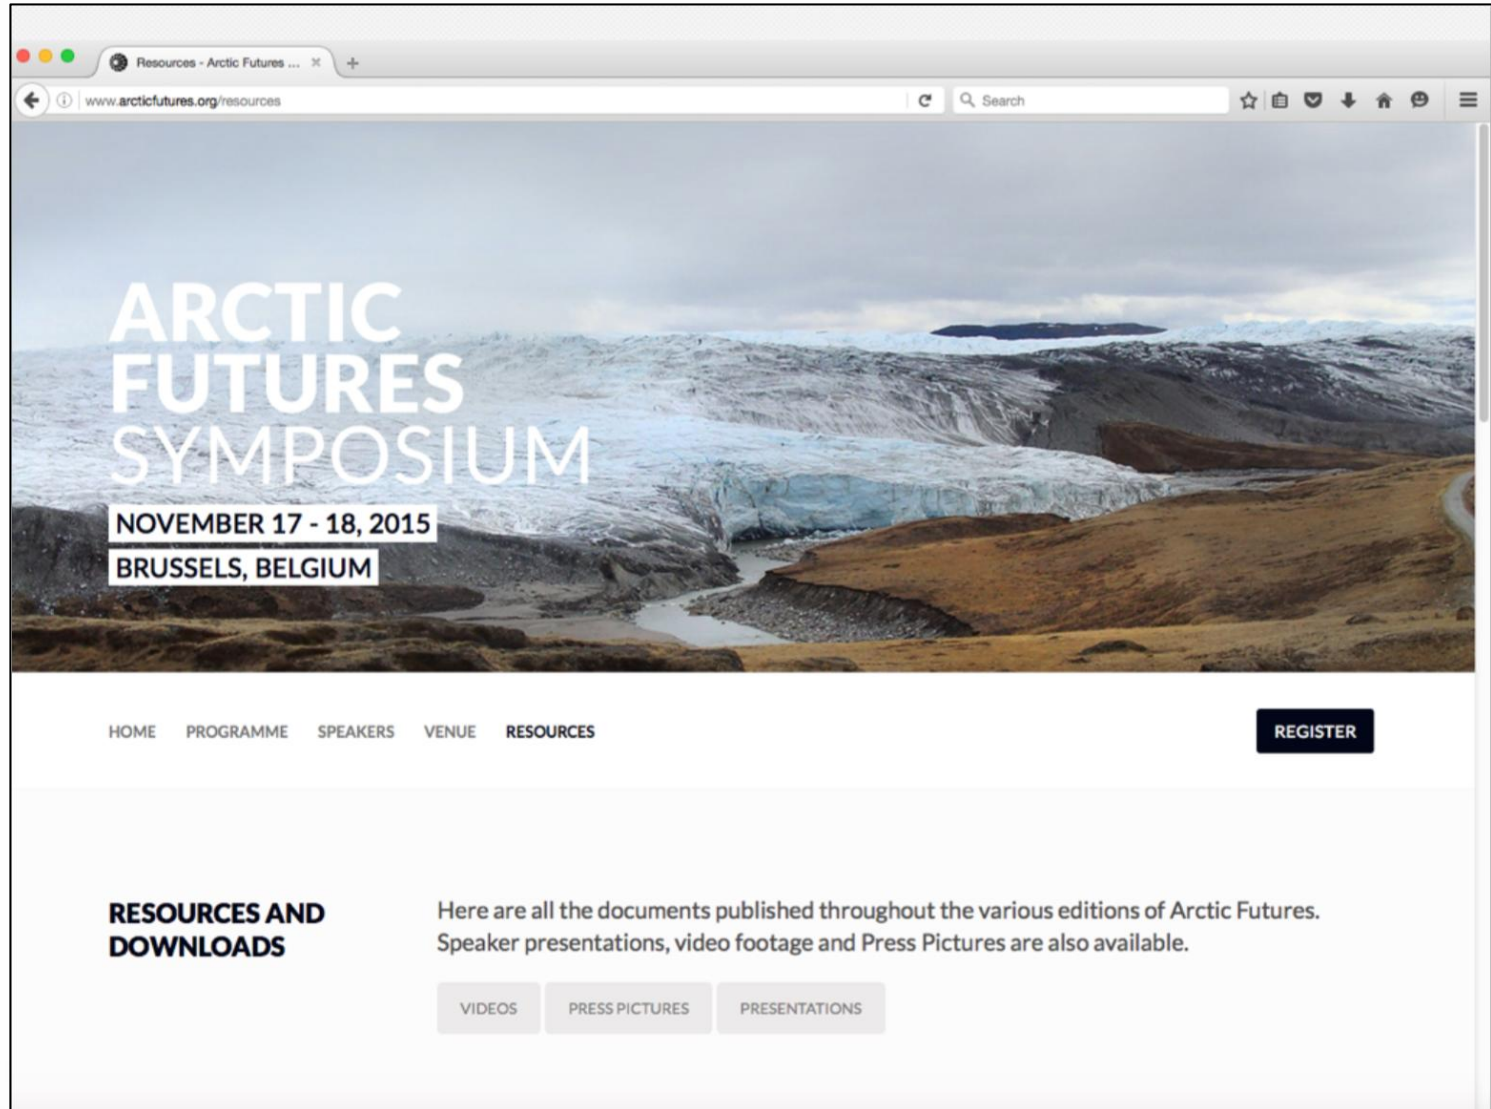 Resources - Arctic Futures ...
www.arcticfutures.org/resources
Search
ARCTIC
FUTURES
SYMPOSIUM
NOVEMBER 17 - 18, 2015
BRUSSELS, BELGIUM
HOME PROGRAMME SPEAKERS VENUE RESOURCES REGISTER
RESOURCES AND
DOWNLOADS
Here are all the documents published throughout the various editions of Arctic Futures.
Speaker presentations, video footage and Press Pictures are also available.
VIDEOS PRESS PICTURES PRESENTATIONS